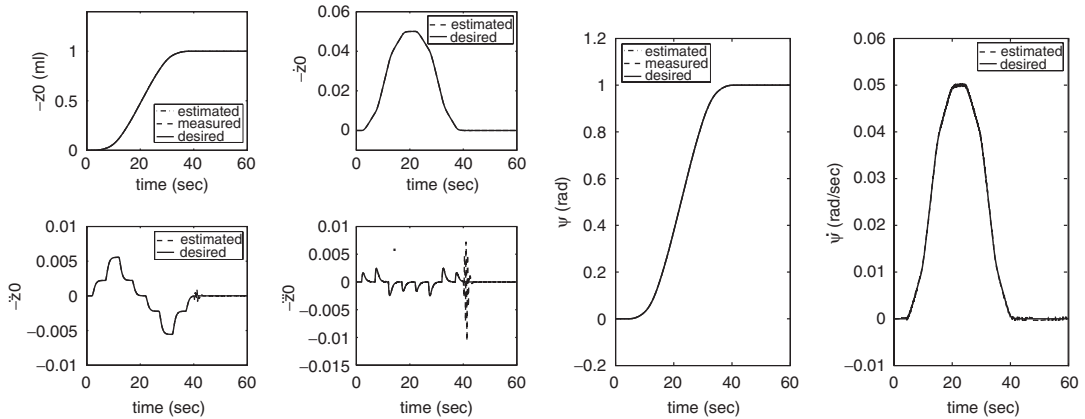 −z0 (ml)
1
0.5
0
0 20 40 60
time (sec)
estimated
measured
desired
−ż0
0.06
0.04
0.02
0
0 20 40 60
time (sec)
estimated
desired
−z̈0
0.01
0.005
0
−0.005
−0.01
0 20 40 60
time (sec)
estimated
desired
−z⃛0
0.01
0.005
0
−0.005
−0.01
−0.015
0 20 40 60
time (sec)
ψ (rad)
1.2
1
0.8
0.6
0.4
0.2
0
−0.2
0 20 40 60
time (sec)
estimated
measured
desired
ψ̇ (rad/sec)
0.06
0.05
0.04
0.03
0.02
0.01
0
−0.01
0 20 40 60
time (sec)
estimated
desired